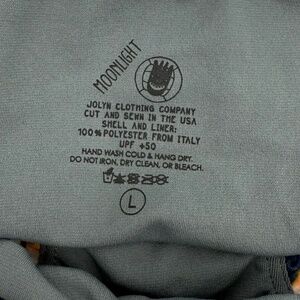 MOONLIGHT
JOLYN CLOTHING COMPANY
CUT AND SEWN IN THE USA
SHELL AND LINER:
100% POLYESTER FROM ITALY
UPF +50
HAND WASH COLD & HANG DRY.
DO NOT IRON, DRY CLEAN, OR BLEACH.
L